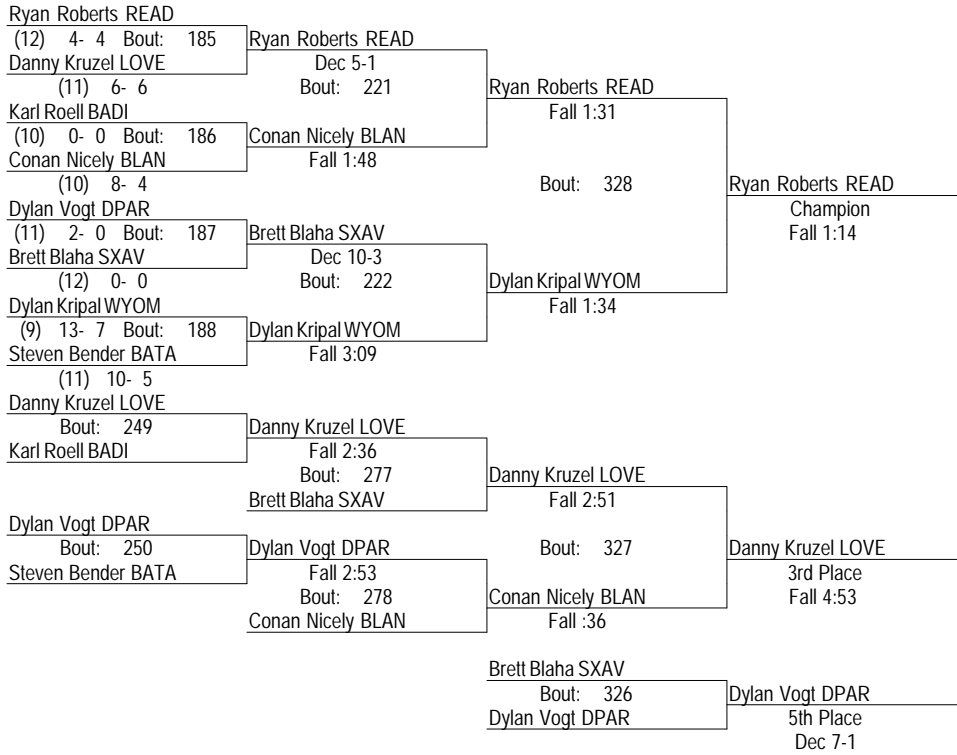 Ryan Roberts READ
(12) 4- 4 Bout: 185 Ryan Roberts READ
Danny Kruzel LOVE Dec 5-1
(11) 6- 6 Bout: 221 Ryan Roberts READ
Karl Roell BADI Fall 1:31
(10) 0- 0 Bout: 186 Conan Nicely BLAN
Conan Nicely BLAN Fall 1:48
(10) 8- 4 Bout: 328 Ryan Roberts READ
Dylan Vogt DPAR Champion
(11) 2- 0 Bout: 187 Brett Blaha SXAV Fall 1:14
Brett Blaha SXAV Dec 10-3
(12) 0- 0 Bout: 222 Dylan Kripal WYOM
Dylan Kripal WYOM Fall 1:34
(9) 13- 7 Bout: 188 Dylan Kripal WYOM
Steven Bender BATA Fall 3:09
(11) 10- 5
Danny Kruzel LOVE
Bout: 249 Danny Kruzel LOVE
Karl Roell BADI Fall 2:36
Bout: 277 Danny Kruzel LOVE
Brett Blaha SXAV Fall 2:51
Dylan Vogt DPAR
Bout: 250 Dylan Vogt DPAR Bout: 327 Danny Kruzel LOVE
Steven Bender BATA Fall 2:53 3rd Place
Bout: 278 Conan Nicely BLAN Fall 4:53
Conan Nicely BLAN Fall :36
Brett Blaha SXAV
Bout: 326 Dylan Vogt DPAR
Dylan Vogt DPAR 5th Place
Dec 7-1